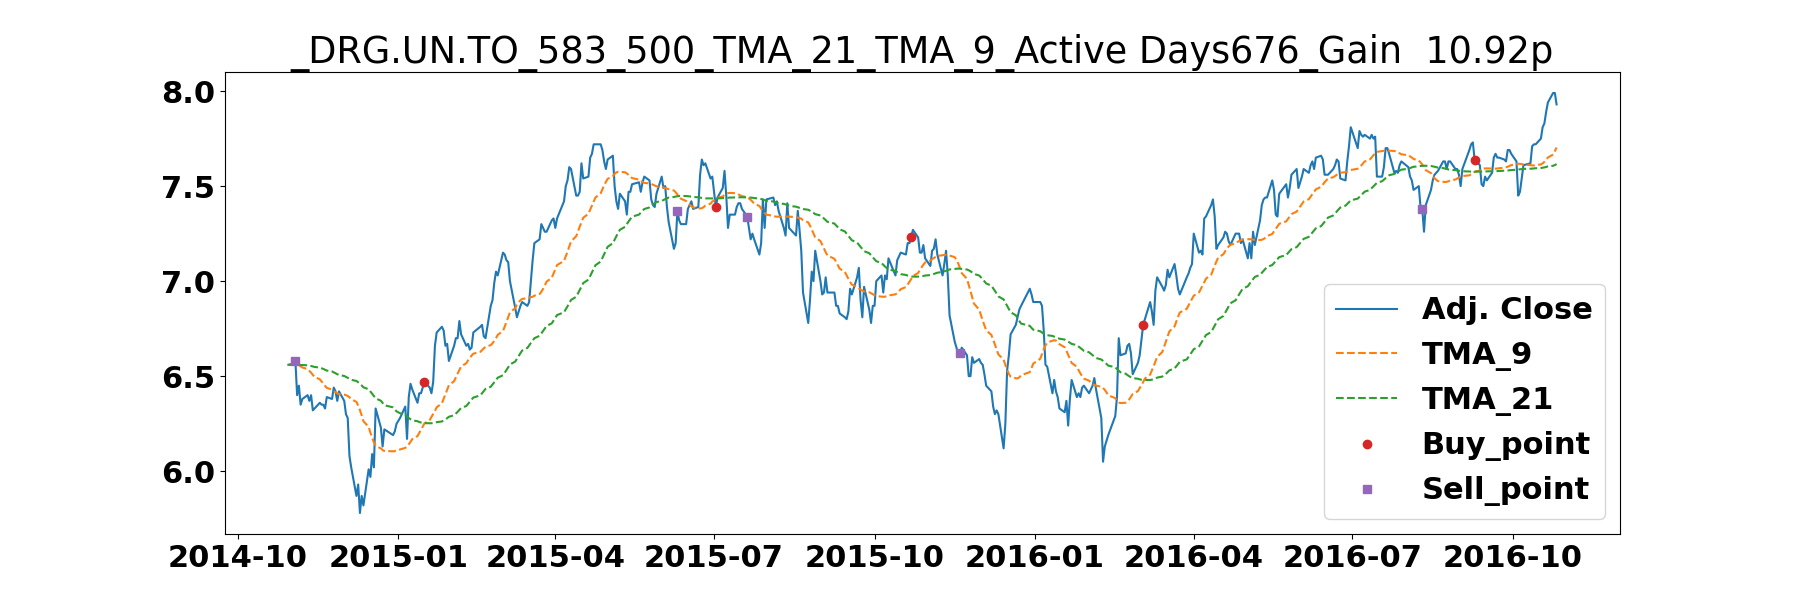 _DRG.UN.TO_583_500_TMA_21_TMA_9_Active Days676_Gain  10.92p
8.0
7.5
7.0
6.5
6.0
Adj. Close
TMA_9
TMA_21
Buy_point
Sell_point
2014-10 2015-01 2015-04 2015-07 2015-10 2016-01 2016-04 2016-07 2016-10